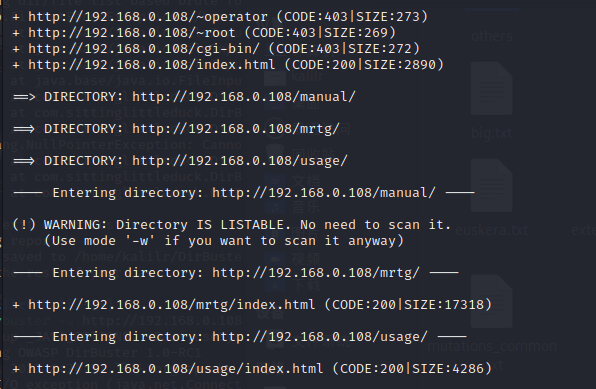 + http://192.168.0.108/~operator (CODE:403|SIZE:273)
+ http://192.168.0.108/~root (CODE:403|SIZE:269)
+ http://192.168.0.108/cgi-bin/ (CODE:403|SIZE:272)
+ http://192.168.0.108/index.html (CODE:200|SIZE:2890)
==> DIRECTORY: http://192.168.0.108/manual/
==> DIRECTORY: http://192.168.0.108/mrtg/
==> DIRECTORY: http://192.168.0.108/usage/
---- Entering directory: http://192.168.0.108/manual/ ----
(!) WARNING: Directory IS LISTABLE. No need to scan it.
(Use mode '-w' if you want to scan it anyway)
---- Entering directory: http://192.168.0.108/mrtg/ ----
+ http://192.168.0.108/mrtg/index.html (CODE:200|SIZE:17318)
---- Entering directory: http://192.168.0.108/usage/ ----
+ http://192.168.0.108/usage/index.html (CODE:200|SIZE:4286)
others
big.txt
euskera.txt
mutations_common